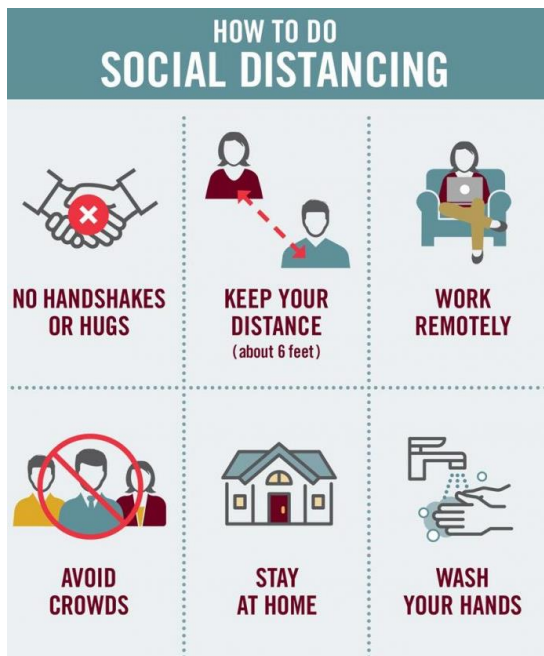 HOW TO DO
SOCIAL DISTANCING
NO HANDSHAKES
OR HUGS
KEEP YOUR
DISTANCE
(about 6 feet)
WORK
REMOTELY
AVOID
CROWDS
STAY
AT HOME
WASH
YOUR HANDS